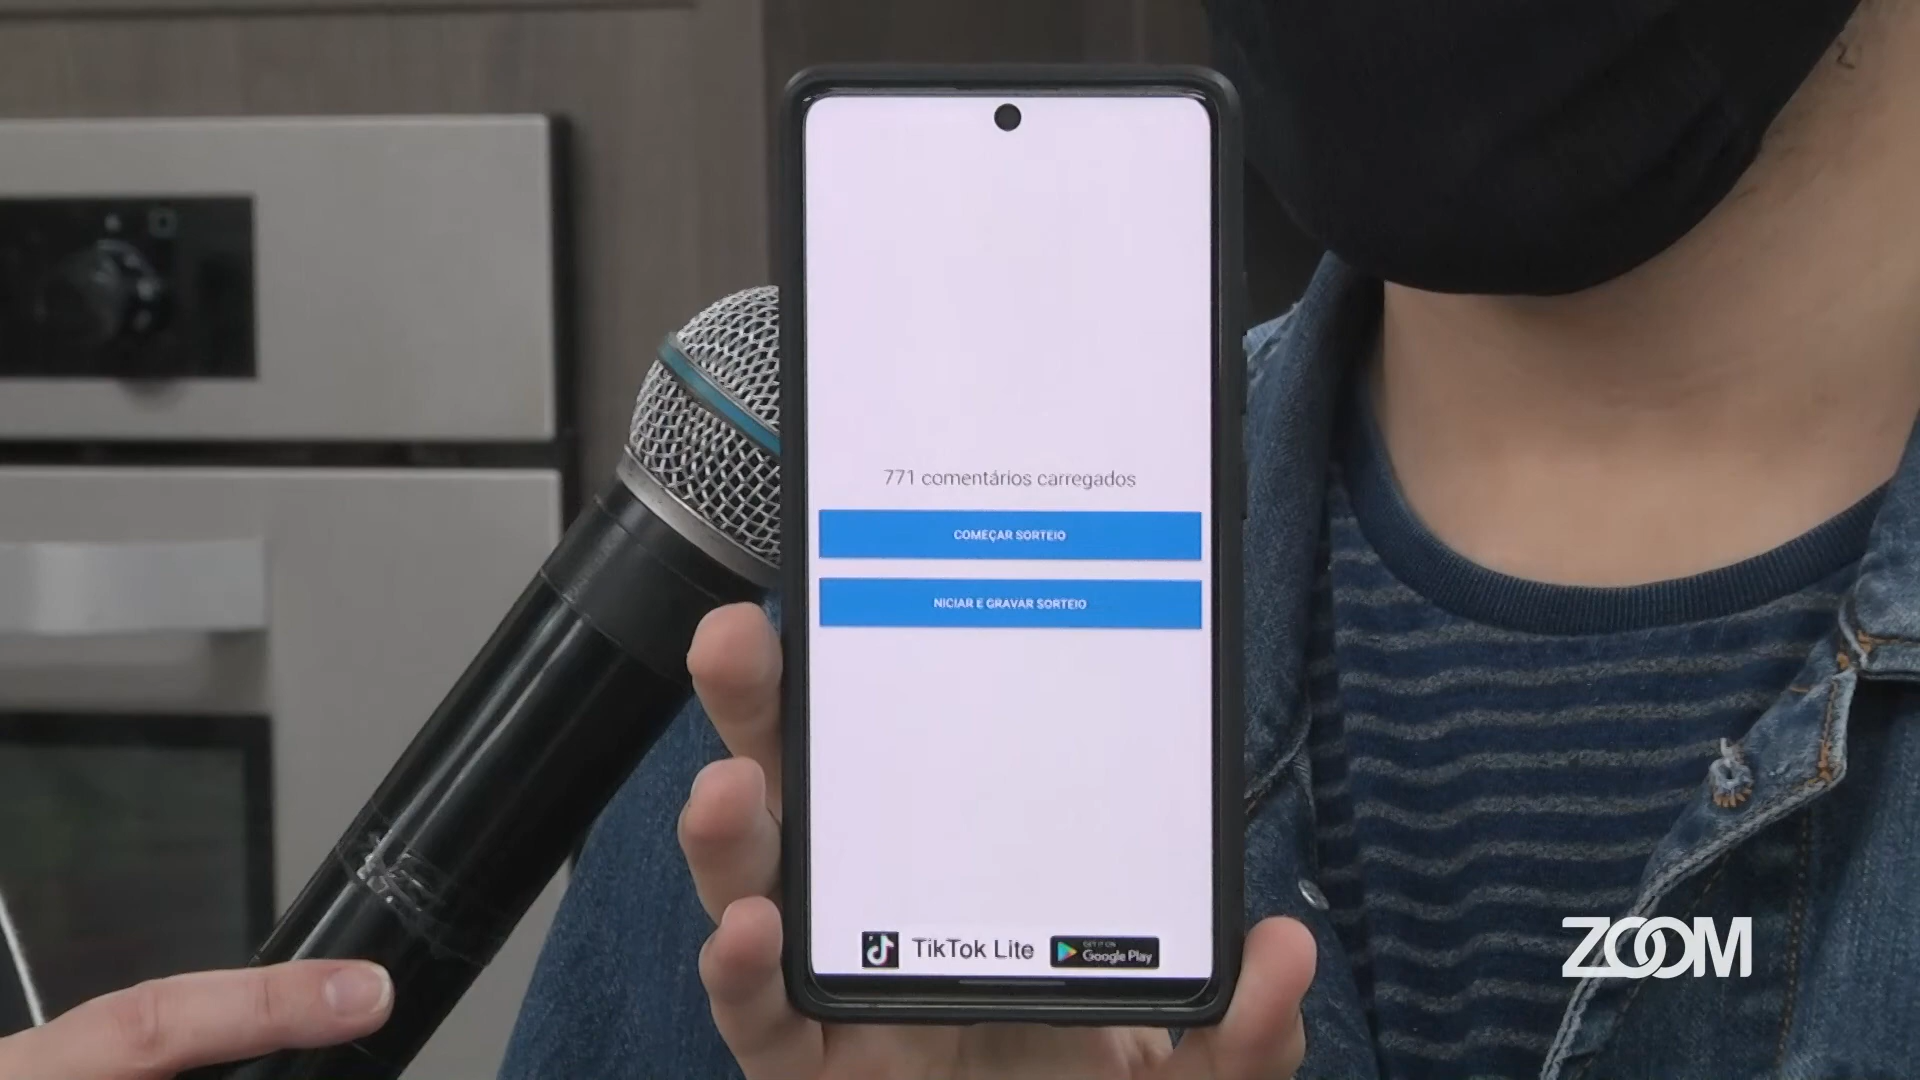 771 comentários carregados
COMEÇAR SORTEIO
NICIAR E GRAVAR SORTEIO
TikTok Lite
GET IT ON
Google Play
ZOOM